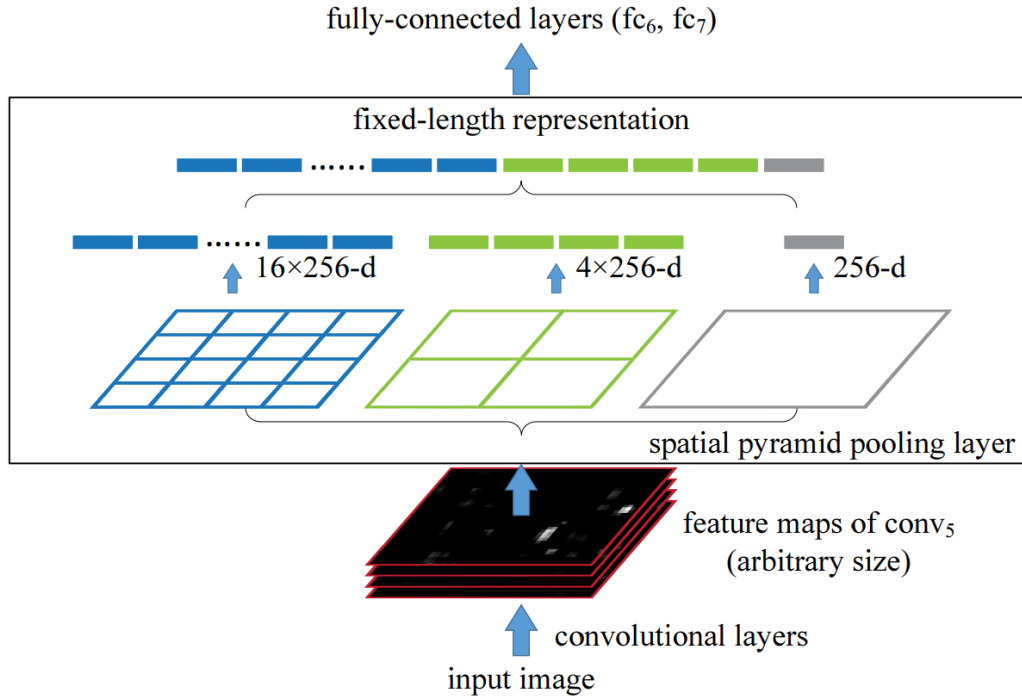 fully-connected layers (fc₆, fc₇)
fixed-length representation
……
……
16×256-d
4×256-d
256-d
spatial pyramid pooling layer
feature maps of conv₅
(arbitrary size)
convolutional layers
input image